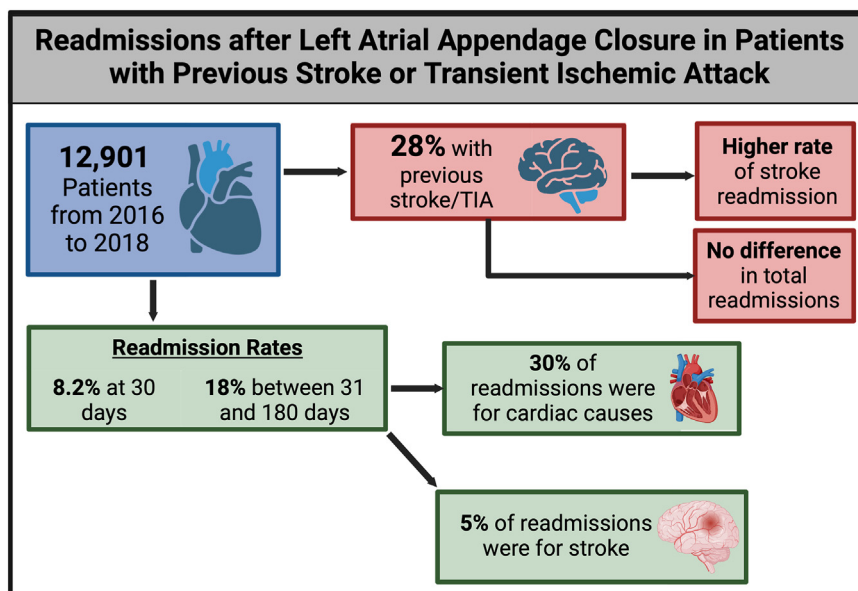 Readmissions after Left Atrial Appendage Closure in Patients
with Previous Stroke or Transient Ischemic Attack
12,901
Patients
from 2016
to 2018
28% with
previous
stroke/TIA
Higher rate
of stroke
readmission
No difference
in total
readmissions
Readmission Rates
8.2% at 30
days
18% between 31
and 180 days
30% of
readmissions were
for cardiac causes
5% of readmissions
were for stroke